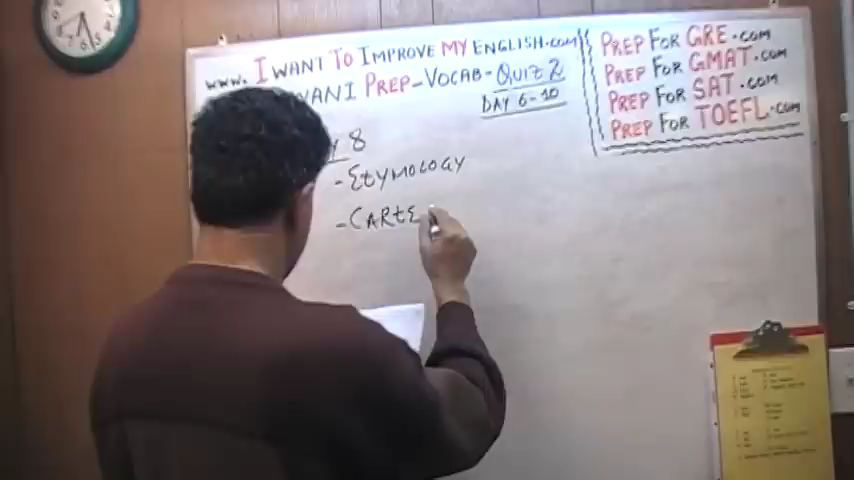 www. I WANT TO IMPROVE MY ENGLISH.COM
WANI PREP-VOCAB-QUIZ 2
DAY 6-10
PREP FOR GRE.COM
PREP FOR GMAT.COM
PREP FOR SAT.COM
PREP FOR TOEFL.COM
Y 8
- ETYMOLOGY
- CARTE